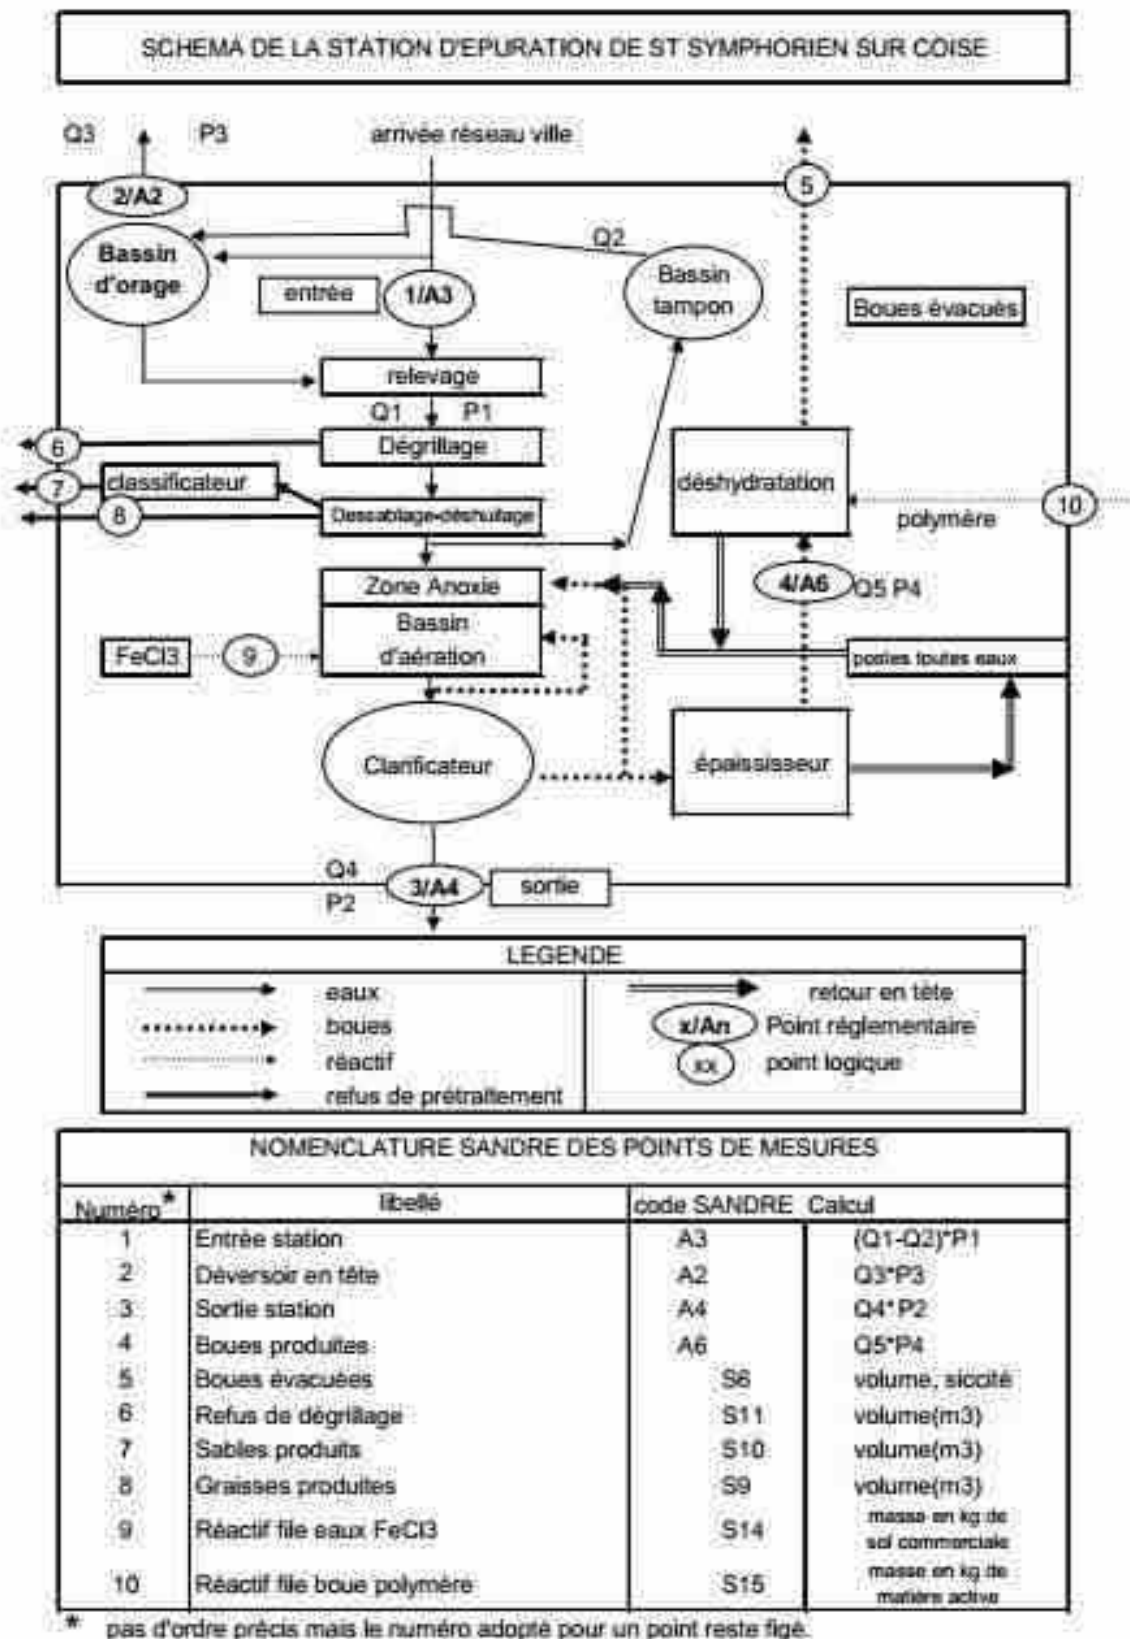 SCHEMA DE LA STATION D'EPURATION DE ST SYMPHORIEN SUR COISE
Q3 P3 arrivée réseau ville
2/A2
5
Bassin
d'orage
Q2
Bassin
tampon
entrée
1/A3
Boues évacués
relevage
Q1 P1
6
Dégrillage
7
classificateur
8
Dessablage-déshuilage
déshydratation
10
polymère
Zone Anoxie
4/A6
Q5 P4
Bassin
d'aération
FeCl3
9
postes toutes eaux
Clarificateur
épaississeur
Q4
P2
3/A4
sortie
LEGENDE
eaux
retour en tête
boues
x/An
Point réglementaire
réactif
xx
point logique
refus de prétraitement
NOMENCLATURE SANDRE DES POINTS DE MESURES
Numéro* libellé code SANDRE Calcul
1 Entrée station A3 (Q1-Q2)*P1
2 Déversoir en tête A2 Q3*P3
3 Sortie station A4 Q4*P2
4 Boues produites A6 Q5*P4
5 Boues évacuées S6 volume, siccité
6 Refus de dégrillage S11 volume(m3)
7 Sables produits S10 volume(m3)
8 Graisses produites S9 volume(m3)
9 Réactif file eaux FeCl3 S14 masse en kg de
sol commerciale
10 Réactif file boue polymère S15 masse en kg de
matière active
* pas d'ordre précis mais le numéro adopté pour un point reste figé.